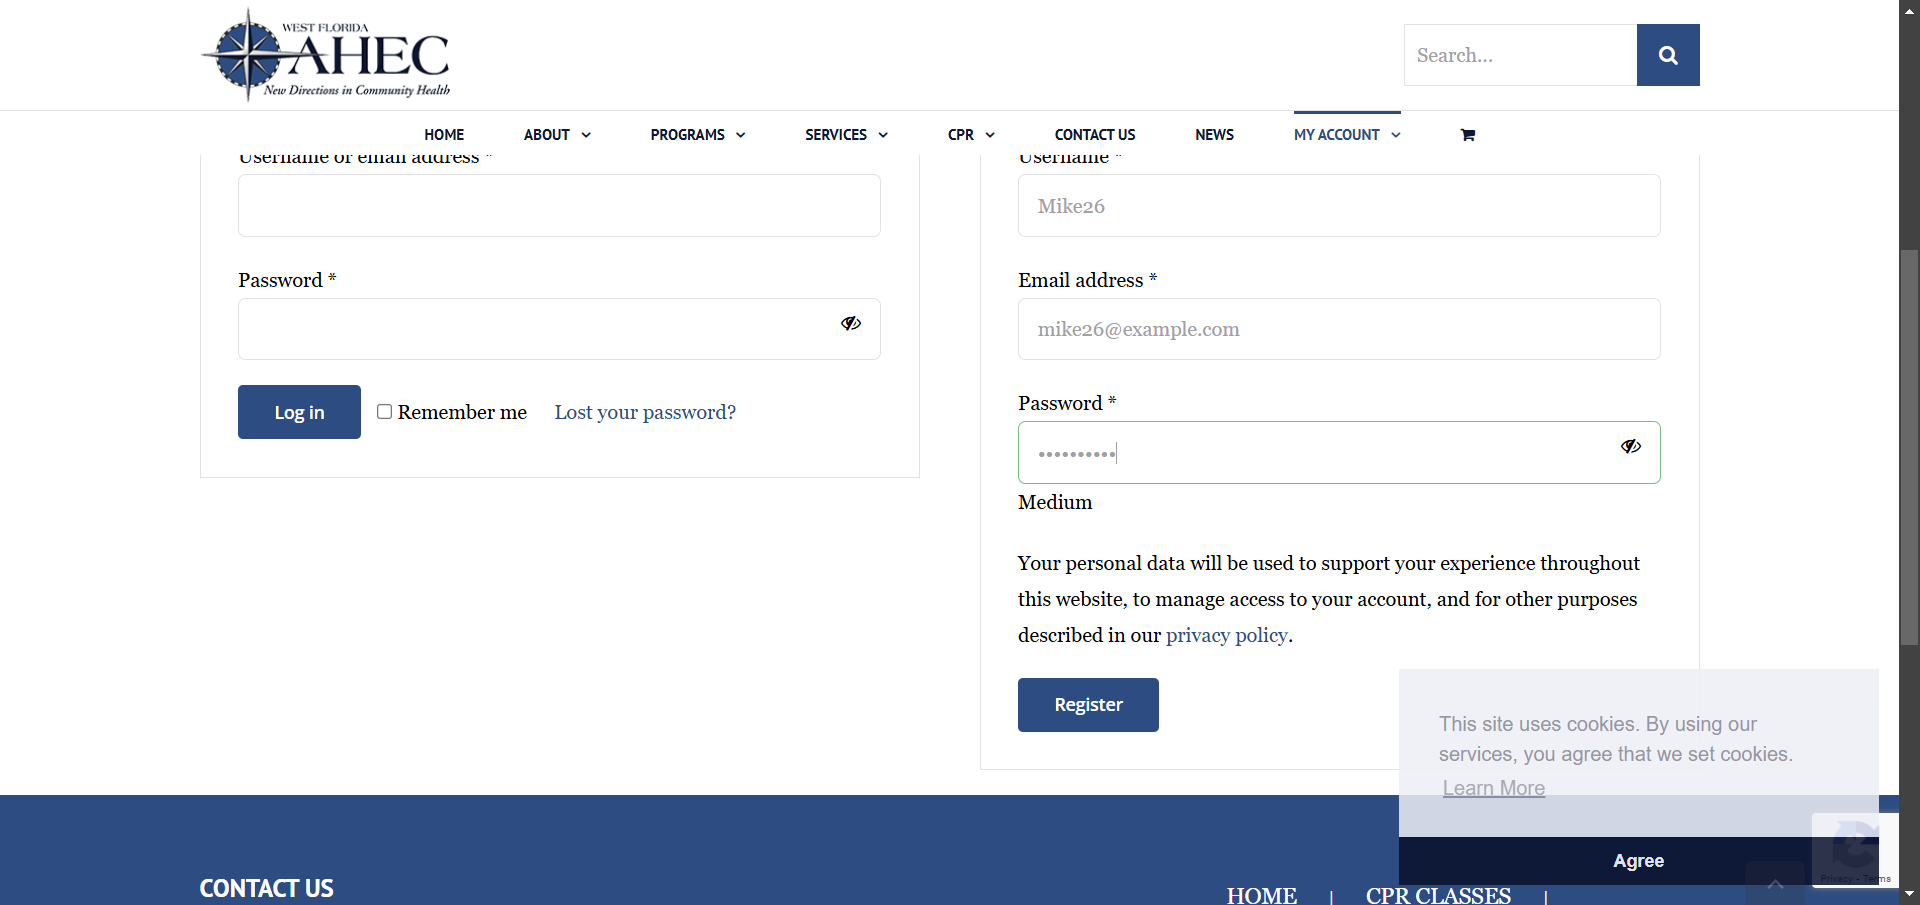 WEST FLORIDA
AHEC
New Directions in Community Health
Search...
HOME ABOUT PROGRAMS SERVICES CPR CONTACT US NEWS MY ACCOUNT
Username or email address *
Password *
Log in
Remember me
Lost your password?
Username *
Mike26
Email address *
mike26@example.com
Password *
••••••••••
Medium
Your personal data will be used to support your experience throughout
this website, to manage access to your account, and for other purposes
described in our privacy policy.
Register
This site uses cookies. By using our
services, you agree that we set cookies.
Learn More
Agree
Privacy - Terms
CONTACT US
HOME | CPR CLASSES |